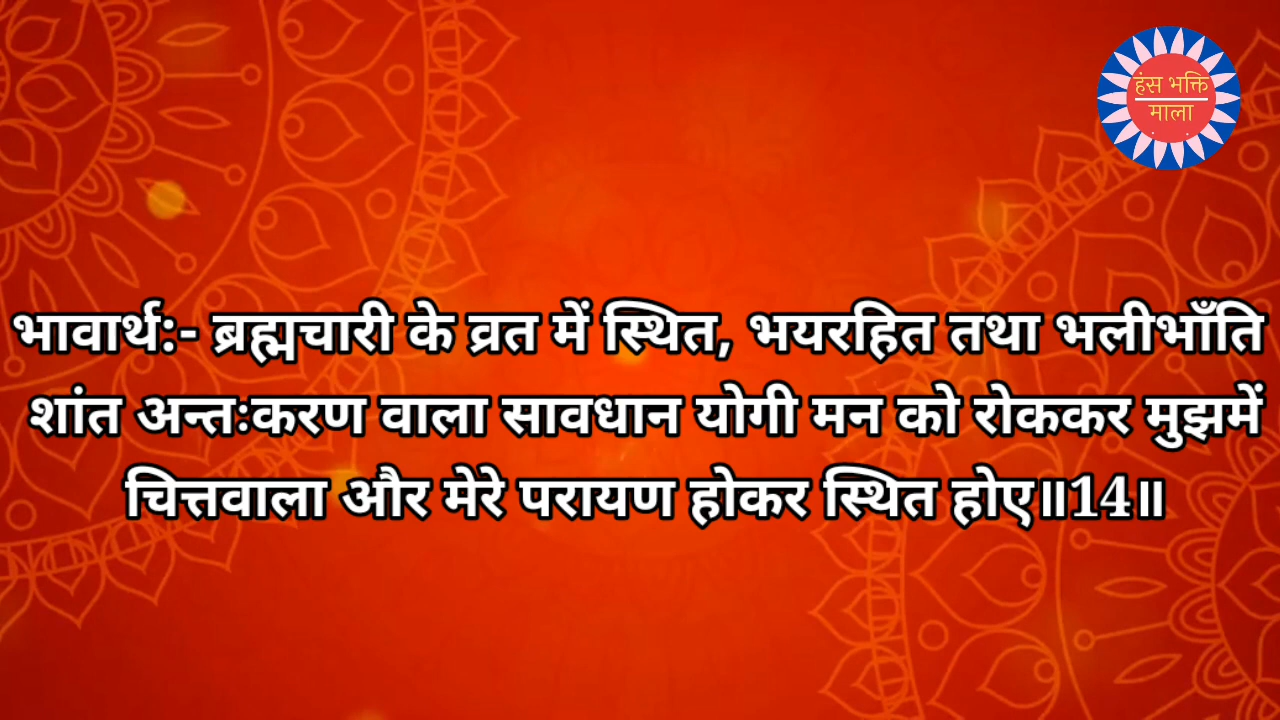 हंस भक्ति
माला
भावार्थ:- ब्रह्मचारी के व्रत में स्थित, भयरहित तथा भलीभाँति
शांत अन्तःकरण वाला सावधान योगी मन को रोककर मुझमें
चित्तवाला और मेरे परायण होकर स्थित होए॥14॥